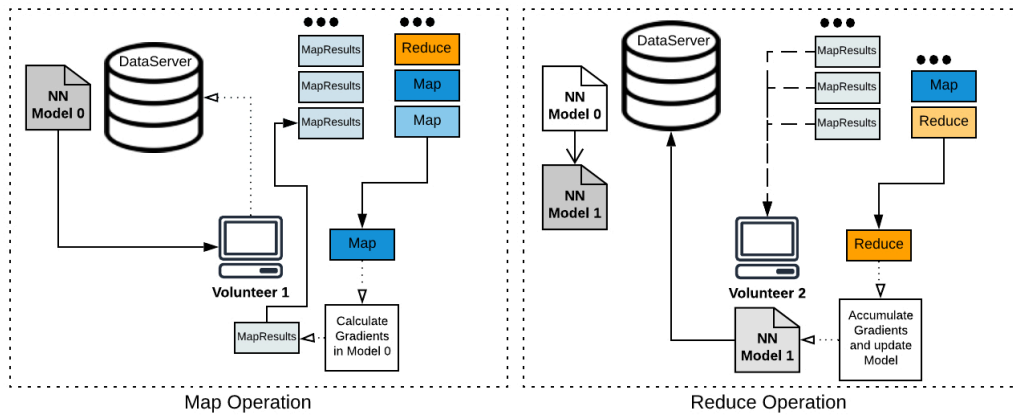 DataServer
NN
Model 0
MapResults
MapResults
MapResults
Reduce
Map
Map
Map
Volunteer 1
MapResults
Calculate
Gradients
in Model 0
Map Operation
DataServer
NN
Model 0
NN
Model 1
MapResults
MapResults
MapResults
Map
Reduce
Reduce
Volunteer 2
NN
Model 1
Accumulate
Gradients
and update
Model
Reduce Operation